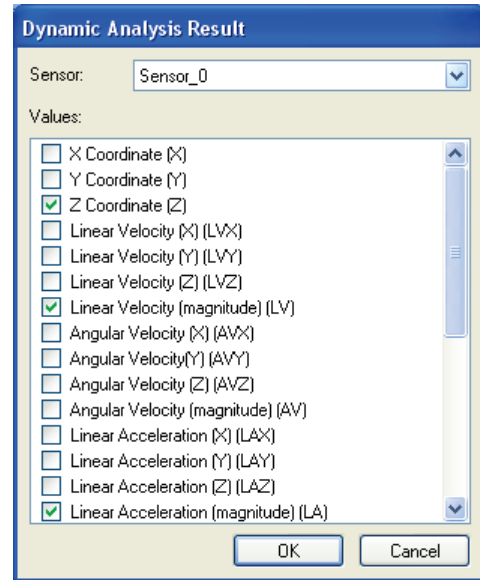 Dynamic Analysis Result
Sensor: Sensor_0
Values:
X Coordinate (X)
Y Coordinate (Y)
Z Coordinate (Z)
Linear Velocity (X) (LVX)
Linear Velocity (Y) (LVY)
Linear Velocity (Z) (LVZ)
Linear Velocity (magnitude) (LV)
Angular Velocity (X) (AVX)
Angular Velocity(Y) (AVY)
Angular Velocity (Z) (AVZ)
Angular Velocity (magnitude) (AV)
Linear Acceleration (X) (LAX)
Linear Acceleration (Y) (LAY)
Linear Acceleration (Z) (LAZ)
Linear Acceleration (magnitude) (LA)
OK Cancel